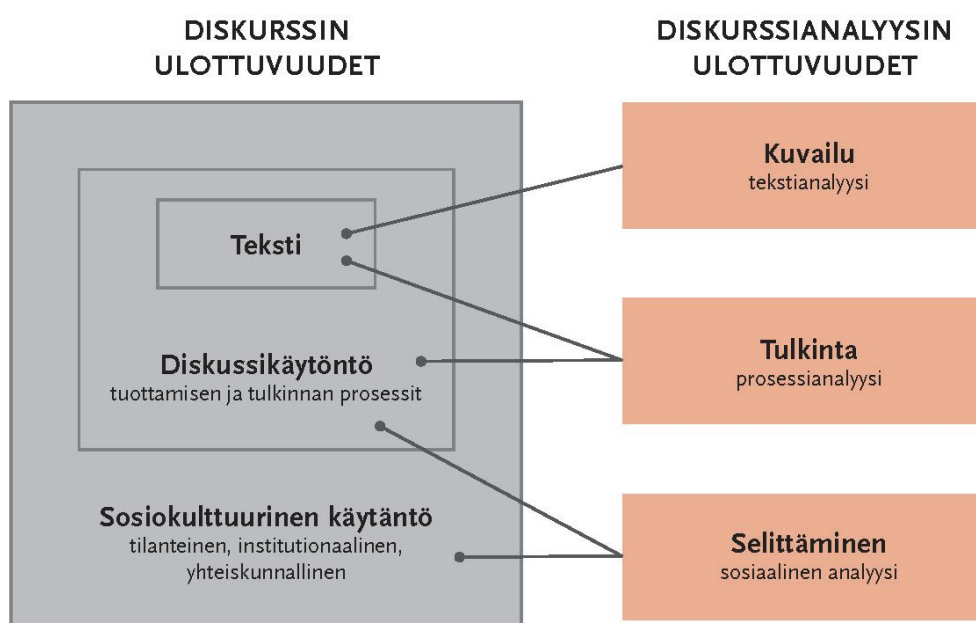 DISKURSSIN
ULOTTUVUUDET
Teksti
Diskussikäytöntö
tuottamisen ja tulkinnan prosessit
Sosiokulttuurinen käytäntö
tilanteinen, institutionaalinen,
yhteiskunnallinen
DISKURSSIANALYYSIN
ULOTTUVUUDET
Kuvailu
tekstianalyysi
Tulkinta
prosessianalyysi
Selittäminen
sosiaalinen analyysi